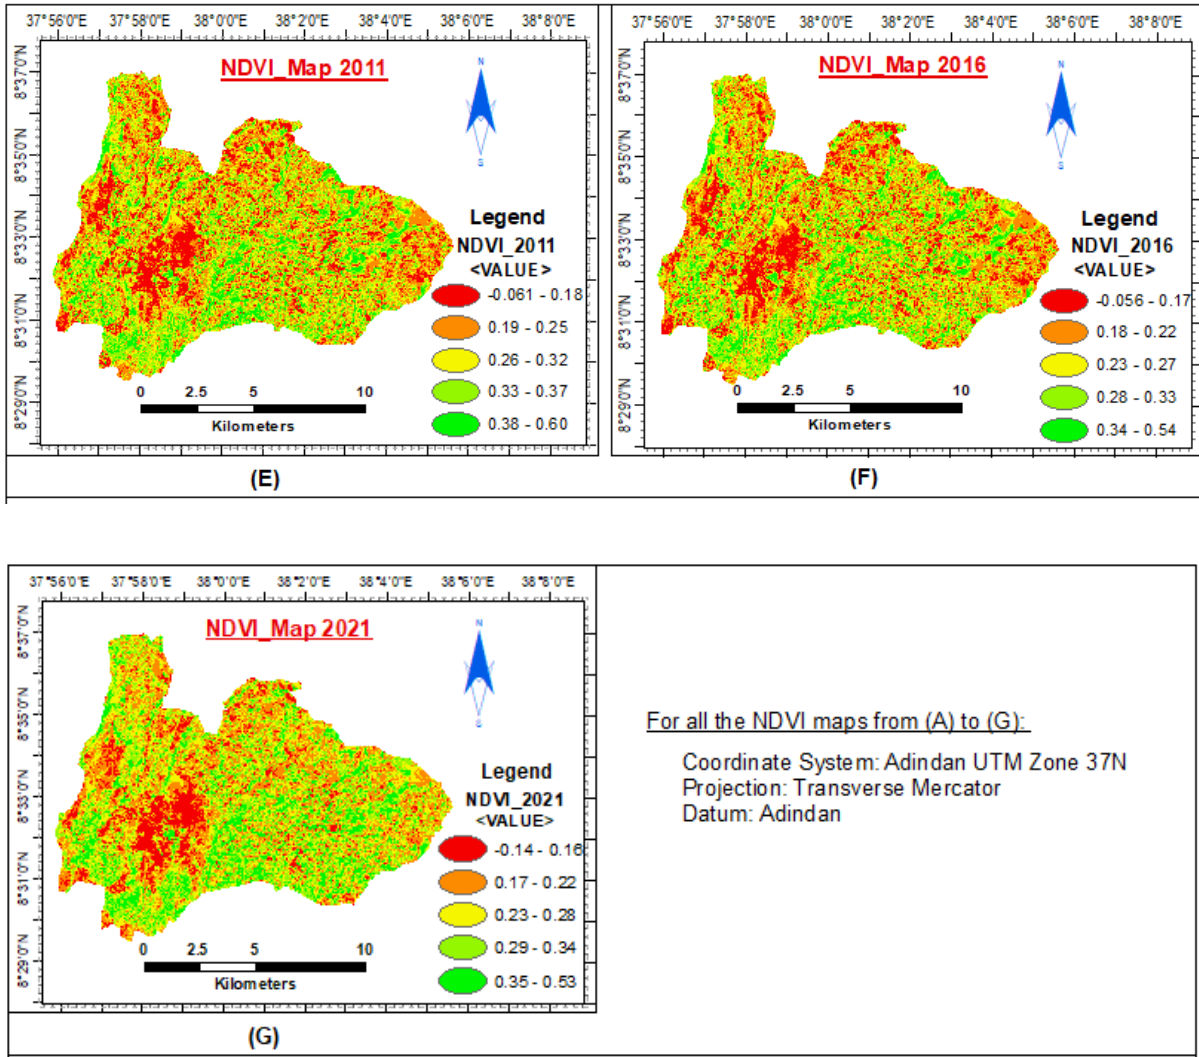 37°56'0"E 37°58'0"E 38°0'0"E 38°2'0"E 38°4'0"E 38°6'0"E 38°8'0"E
NDVI_Map 2011
N
S
8°37'0"N
8°35'0"N
8°33'0"N
8°31'0"N
8°29'0"N
Legend
NDVI_2011
<VALUE>
-0.061 - 0.18
0.19 - 0.25
0.26 - 0.32
0.33 - 0.37
0.38 - 0.60
0 2.5 5 10
Kilometers
(E)
37°56'0"E 37°58'0"E 38°0'0"E 38°2'0"E 38°4'0"E 38°6'0"E 38°8'0"E
NDVI_Map 2016
N
S
8°37'0"N
8°35'0"N
8°33'0"N
8°31'0"N
8°29'0"N
Legend
NDVI_2016
<VALUE>
-0.056 - 0.17
0.18 - 0.22
0.23 - 0.27
0.28 - 0.33
0.34 - 0.54
0 2.5 5 10
Kilometers
(F)
37°56'0"E 37°58'0"E 38°0'0"E 38°2'0"E 38°4'0"E 38°6'0"E 38°8'0"E
NDVI_Map 2021
N
S
8°37'0"N
8°35'0"N
8°33'0"N
8°31'0"N
8°29'0"N
Legend
NDVI_2021
<VALUE>
-0.14 - 0.16
0.17 - 0.22
0.23 - 0.28
0.29 - 0.34
0.35 - 0.53
0 2.5 5 10
Kilometers
(G)
For all the NDVI maps from (A) to (G):
Coordinate System: Adindan UTM Zone 37N
Projection: Transverse Mercator
Datum: Adindan